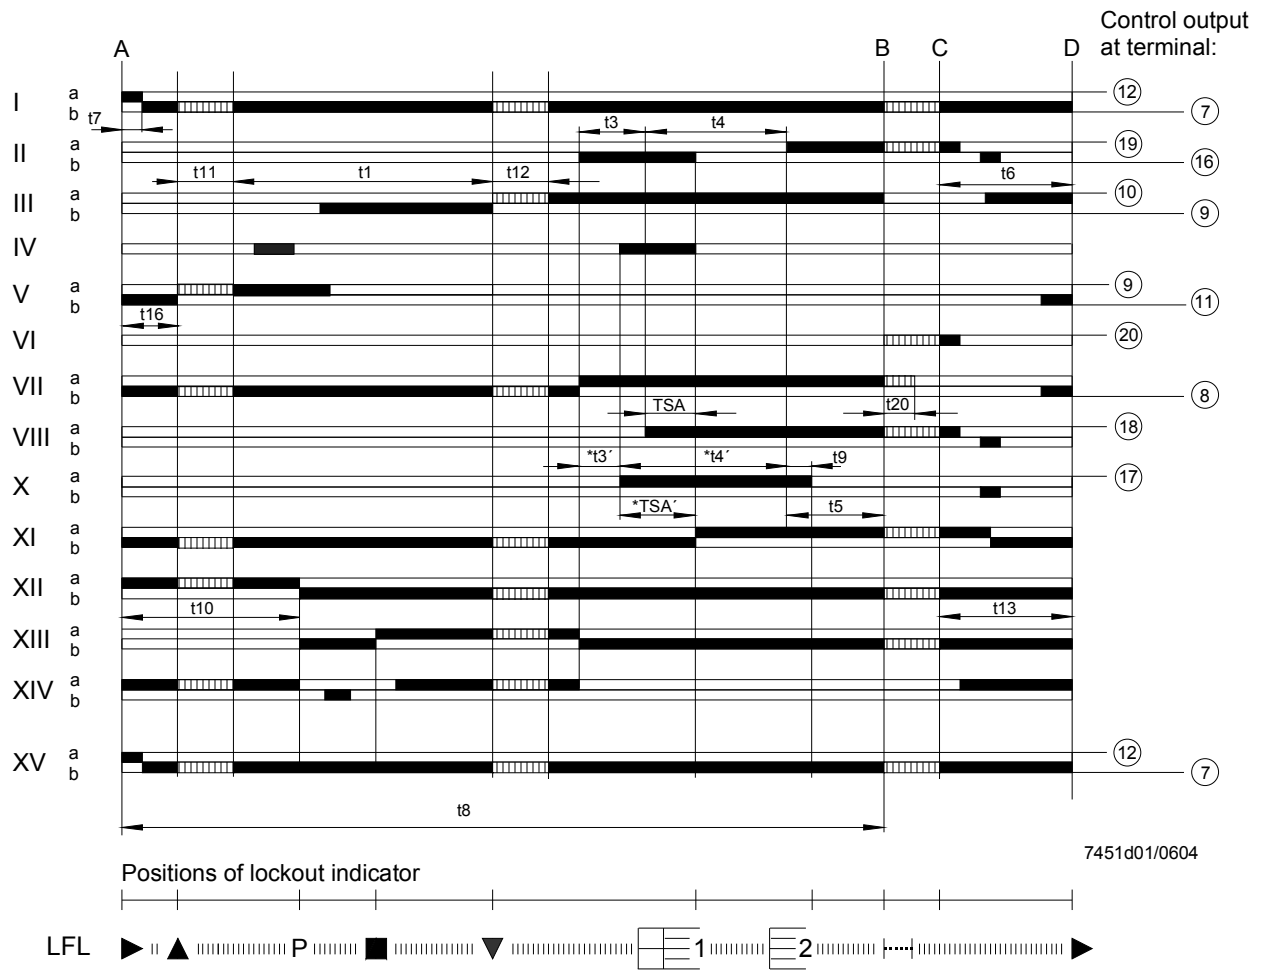 Control output
at terminal:
A B C D
I a 12
b 7
t7
t3 t4
II a 19
b 16
t11 t1 t12 t6
III a 10
b 9
IV
V a 9
b 11
t16
VI 20
VII a
b 8
TSA t20
VIII a 18
b
*t3´ *t4´ t9
X a 17
b
*TSA´ t5
XI a
b
XII a
b
t10 t13
XIII a
b
XIV a
b
XV a 12
b 7
t8
7451d01/0604
Positions of lockout indicator
LFL P 1 2